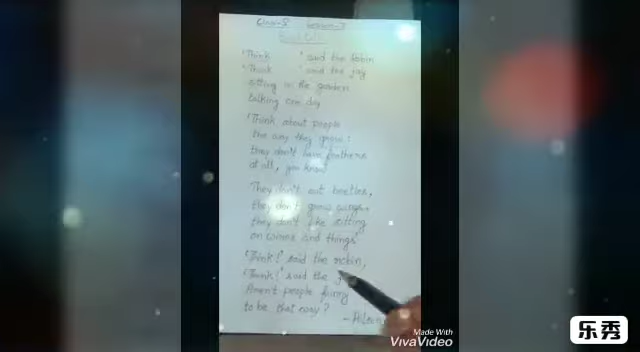 Class-5 Lesson-7
Bird Talk
'Think ' said the Robin
'Think ' said the jay
sitting in the garden
talking one day
'Think about people
the way they grow:
they don't have feathers
at all, you know
They don't eat beetles,
they don't grow wings,
they don't like sitting
on wires and things'
'Think!' said the robin,
'Think!' said the
Aren't people funny
to be that way?
Made With
VivaVideo
乐秀